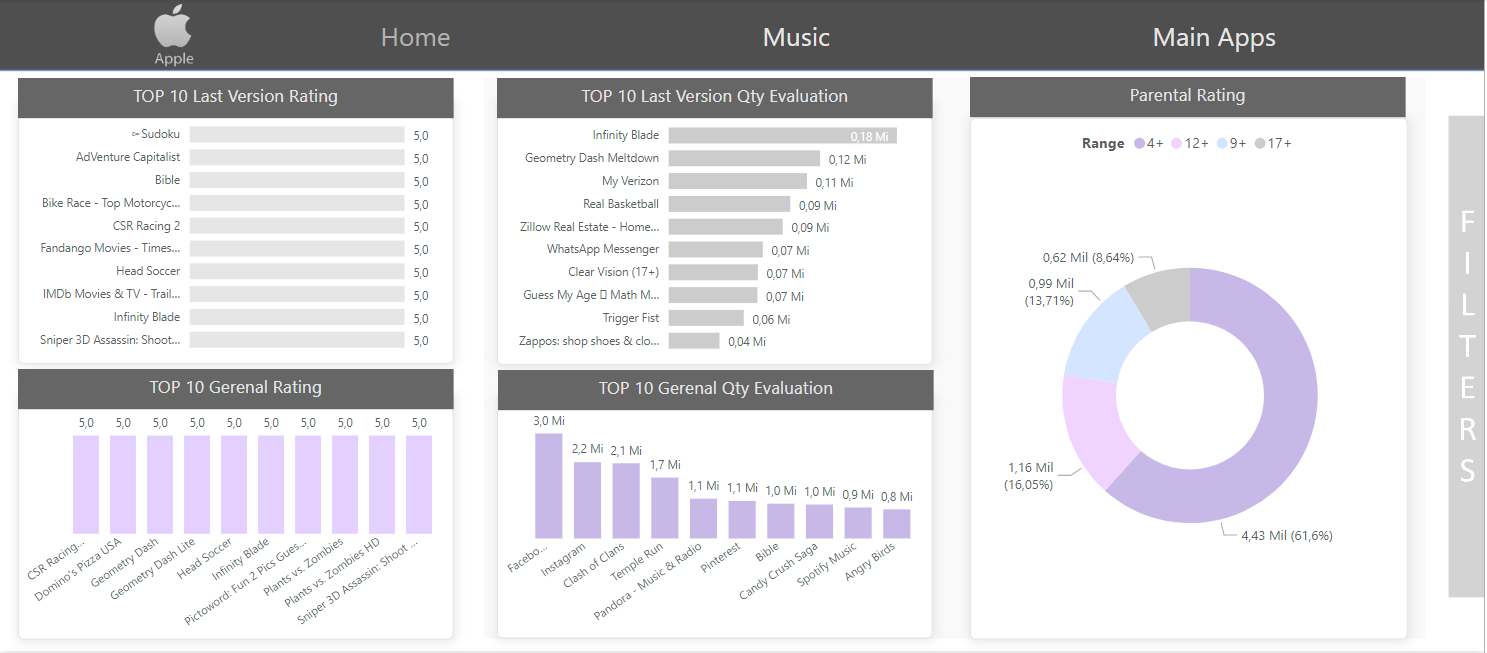 Apple
Home
Music
Main Apps
TOP 10 Last Version Rating
Sudoku 5,0
AdVenture Capitalist 5,0
Bible 5,0
Bike Race - Top Motorcyc... 5,0
CSR Racing 2 5,0
Fandango Movies - Times... 5,0
Head Soccer 5,0
IMDb Movies & TV - Trail... 5,0
Infinity Blade 5,0
Sniper 3D Assassin: Shoot... 5,0
TOP 10 Last Version Qty Evaluation
Infinity Blade 0,18 Mi
Geometry Dash Meltdown 0,12 Mi
My Verizon 0,11 Mi
Real Basketball 0,09 Mi
Zillow Real Estate - Home... 0,09 Mi
WhatsApp Messenger 0,07 Mi
Clear Vision (17+) 0,07 Mi
Guess My Age Math M... 0,07 Mi
Trigger Fist 0,06 Mi
Zappos: shop shoes & clo... 0,04 Mi
Parental Rating
Range 4+ 12+ 9+ 17+
0,62 Mil (8,64%)
0,99 Mil
(13,71%)
1,16 Mil
(16,05%)
4,43 Mil (61,6%)
TOP 10 Gerenal Rating
5,0 5,0 5,0 5,0 5,0 5,0 5,0 5,0 5,0 5,0
CSR Racing...
Domino's Pizza USA
Geometry Dash
Geometry Dash Lite
Head Soccer
Infinity Blade
Pictoword: Fun 2 Pics Gues...
Plants vs. Zombies
Plants vs. Zombies HD
Sniper 3D Assassin: Shoot ...
TOP 10 Gerenal Qty Evaluation
3,0 Mi 2,2 Mi 2,1 Mi 1,7 Mi 1,1 Mi 1,1 Mi 1,0 Mi 1,0 Mi 0,9 Mi 0,8 Mi
Facebo...
Instagram
Clash of Clans
Temple Run
Pandora - Music & Radio
Pinterest
Bible
Candy Crush Saga
Spotify Music
Angry Birds
FILTERS